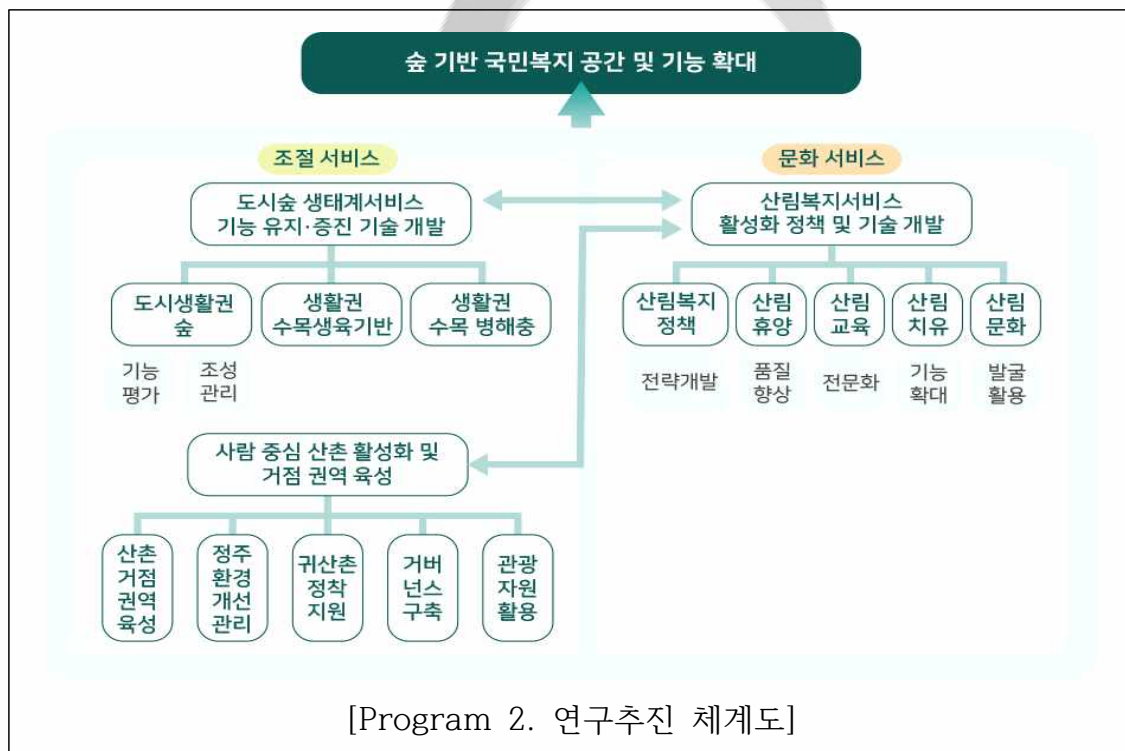 숲 기반 국민복지 공간 및 기능 확대
조절 서비스
도시숲 생태계서비스
기능 유지·증진 기술 개발
도시생활권
숲
생활권
수목생육기반
생활권
수목 병해충
기능
평가
조성
관리
사람 중심 산촌 활성화 및
거점 권역 육성
산촌
거점
권역
육성
정주
환경
개선
관리
귀산촌
정착
지원
거버
넌스
구축
관광
자원
활용
문화 서비스
산림복지서비스
활성화 정책 및 기술 개발
산림복지
정책
산림
휴양
산림
교육
산림
치유
산림
문화
전략개발
품질
향상
전문화
기능
확대
발굴
활용
[Program 2. 연구추진 체계도]